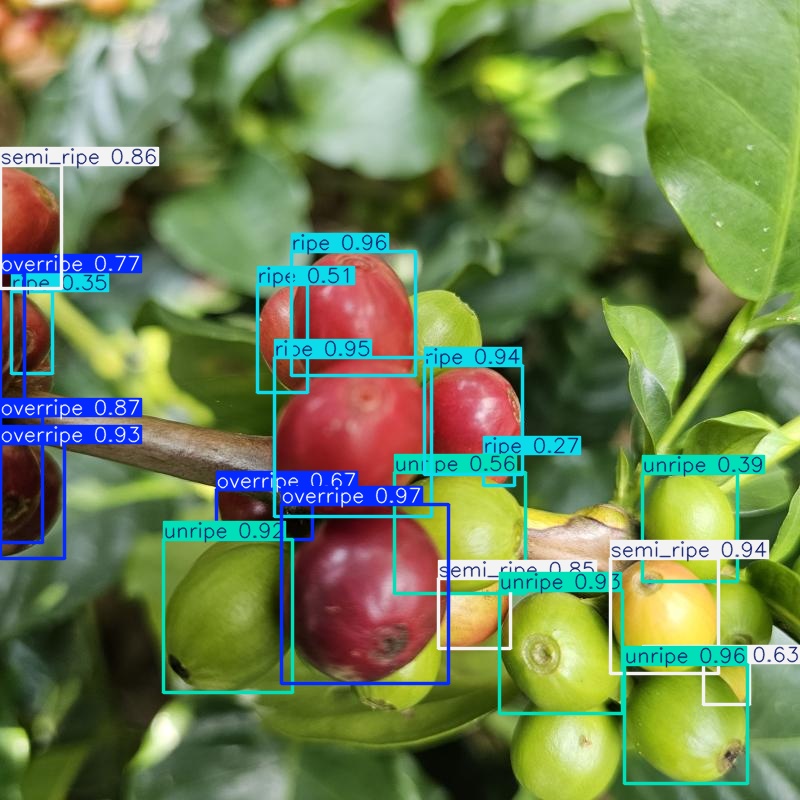 semi_ripe 0.86
ripe 0.96
overripe 0.77
ripe 0.51
ripe 0.35
ripe 0.95
ripe 0.94
overripe 0.87
overripe 0.93
ripe 0.27
unripe 0.56
unripe 0.39
overripe 0.67
overripe 0.97
unripe 0.92
semi_ripe 0.94
semi_ripe 0.85
unripe 0.93
unripe 0.96
0.63